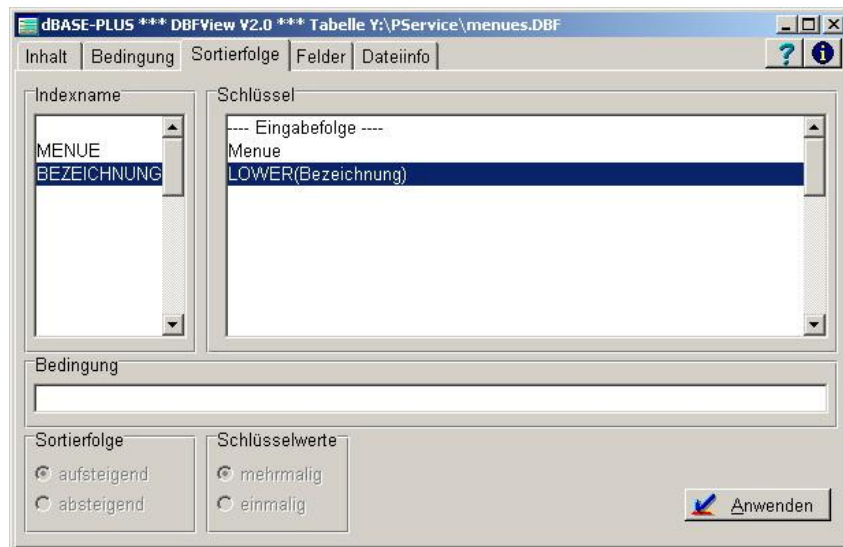 dBASE-PLUS *** DBFView V2.0 *** Tabelle Y:\PService\menues.DBF
Inhalt Bedingung Sortierfolge Felder Dateiinfo
Indexname Schlüssel
---- Eingabefolge ----
MENUE Menue
BEZEICHNUNG LOWER(Bezeichnung)
Bedingung
Sortierfolge Schlüsselwerte
aufsteigend mehrmalig
absteigend einmalig
Anwenden